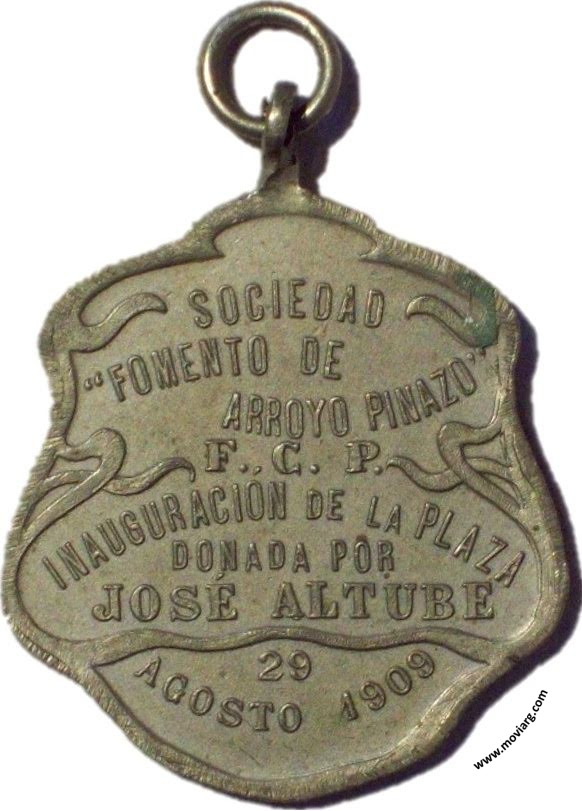 SOCIEDAD
"FOMENTO DE
ARROYO PINAZO"
F. C. P.
INAUGURACIÓN DE LA PLAZA
DONADA POR
JOSÉ ALTUBE
29
AGOSTO 1909
www.moviarg.com